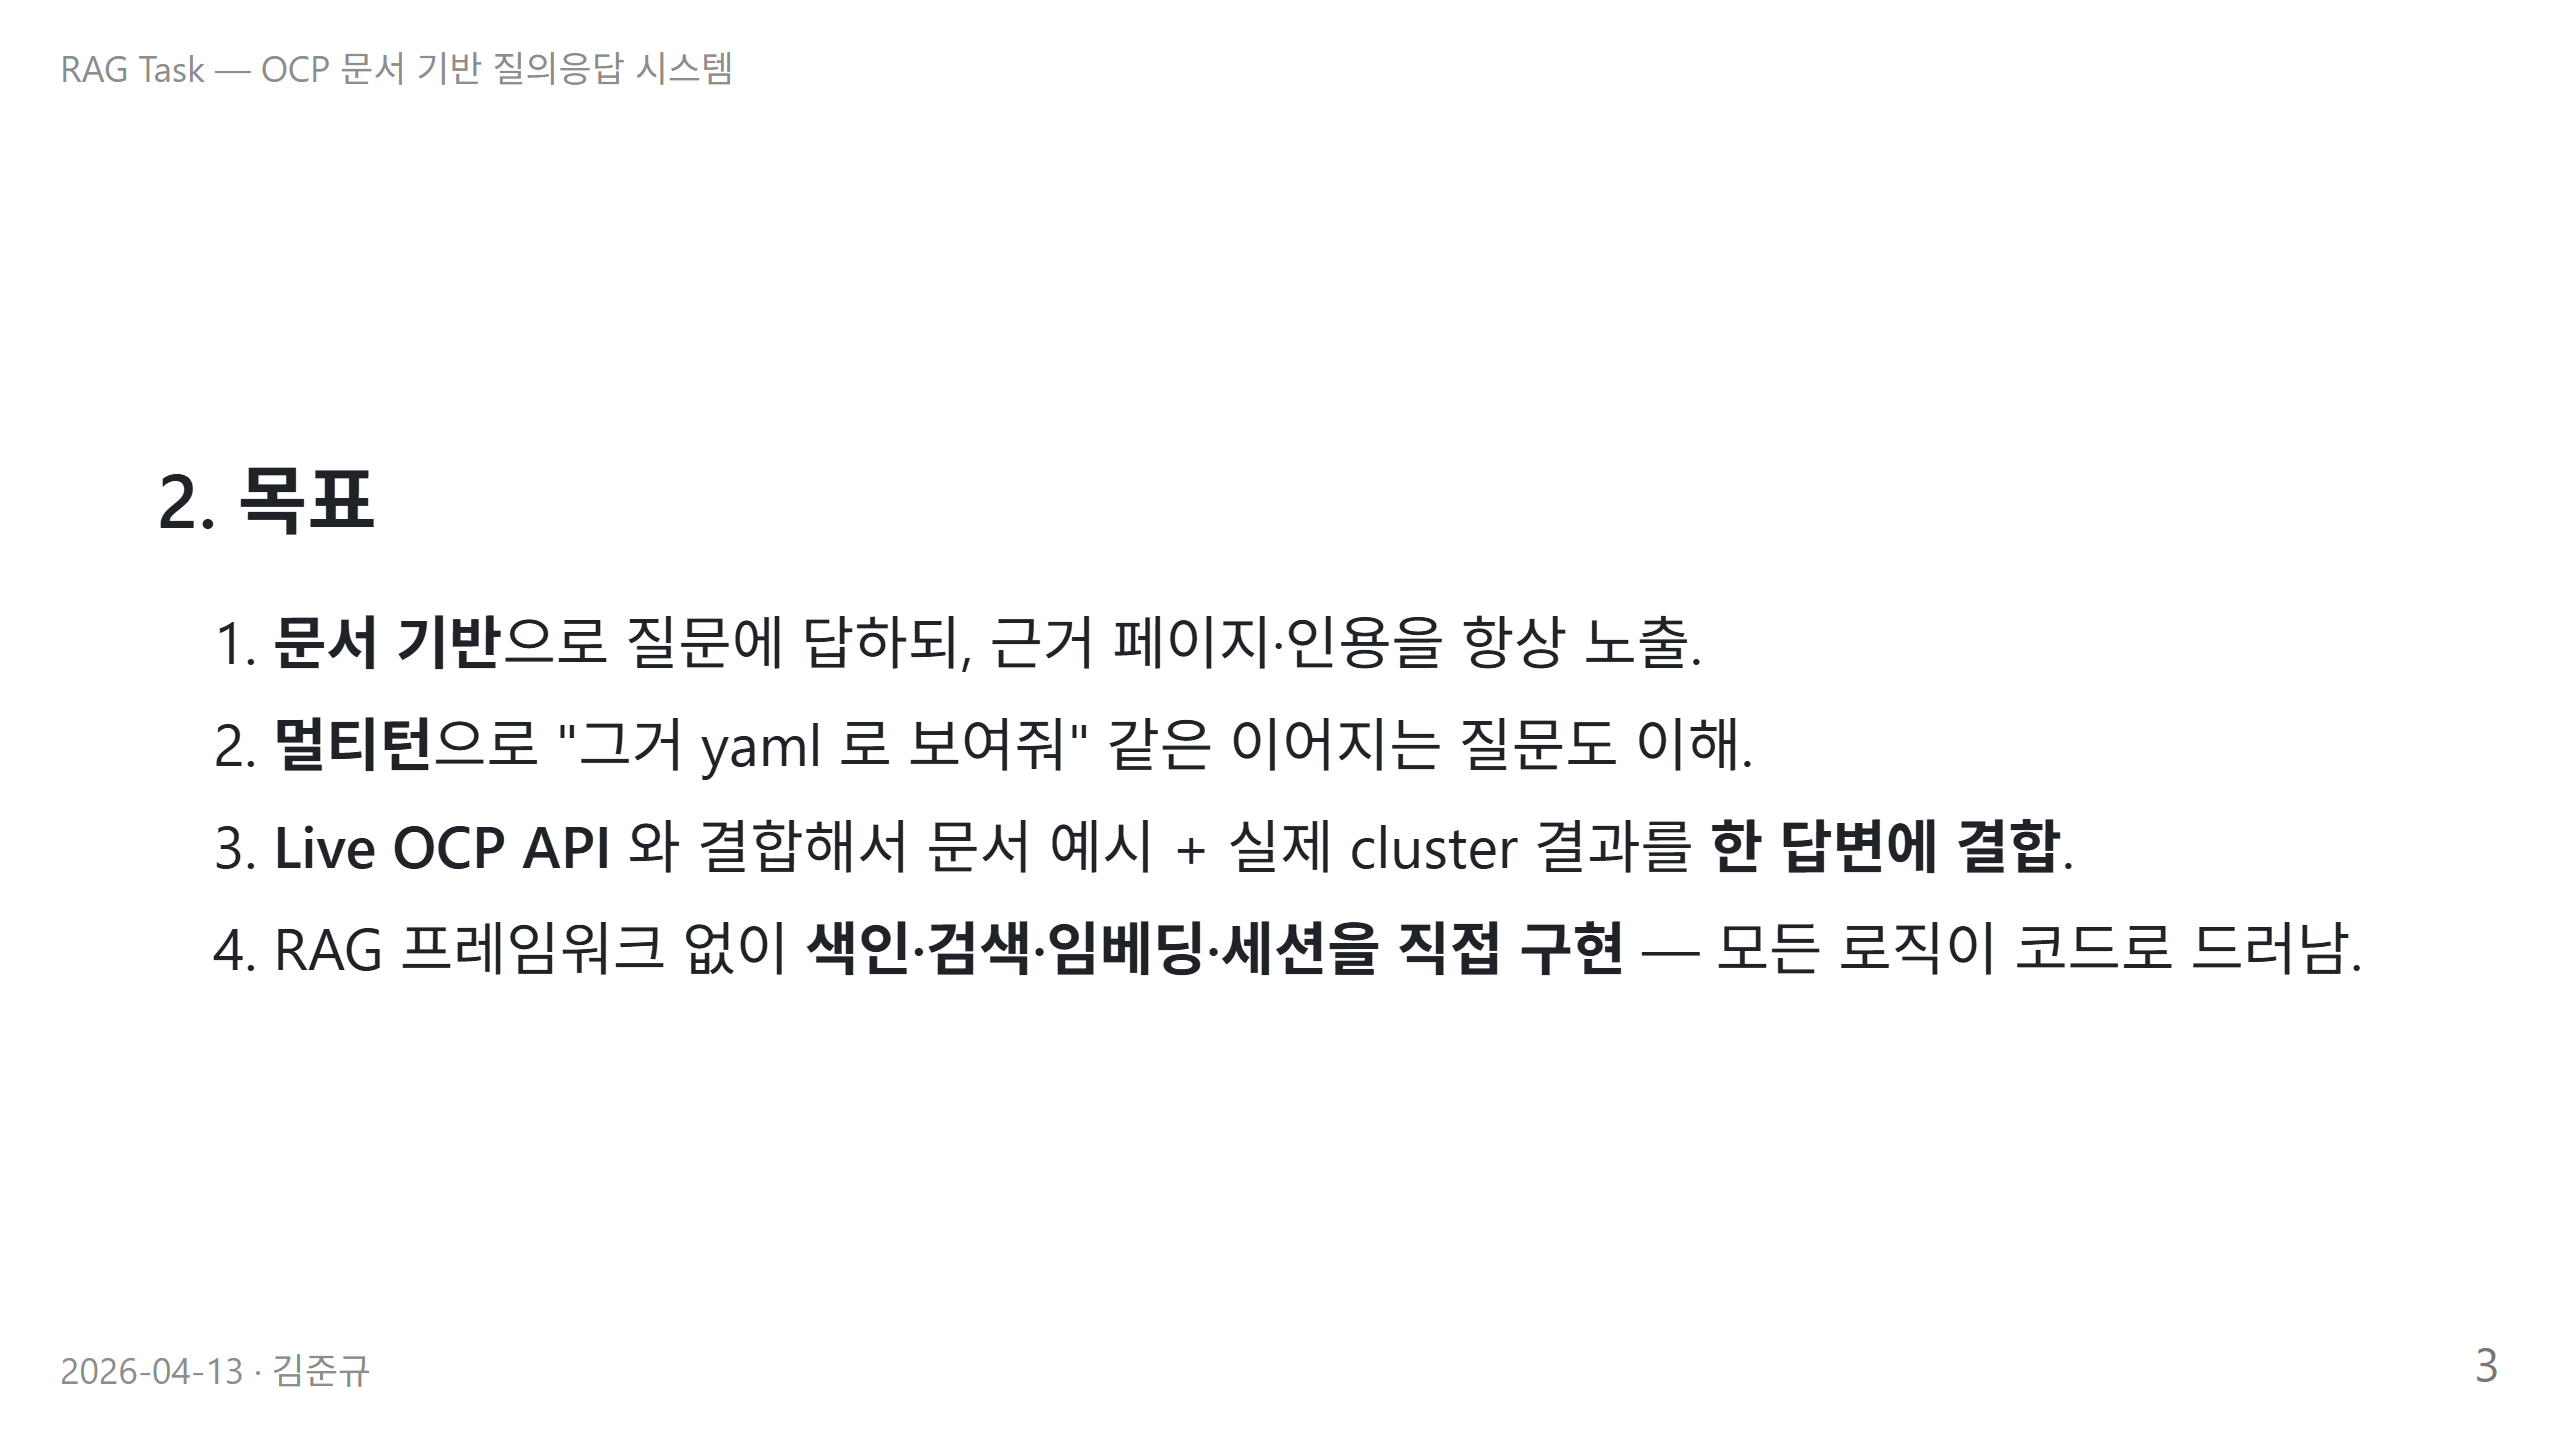 RAG Task — OCP 문서 기반 질의응답 시스템
2. 목표
1. 문서 기반으로 질문에 답하되, 근거 페이지·인용을 항상 노출.
2. 멀티턴으로 "그거 yaml 로 보여줘" 같은 이어지는 질문도 이해.
3. Live OCP API 와 결합해서 문서 예시 + 실제 cluster 결과를 한 답변에 결합.
4. RAG 프레임워크 없이 색인·검색·임베딩·세션을 직접 구현 — 모든 로직이 코드로 드러남.
2026-04-13 · 김준규
3